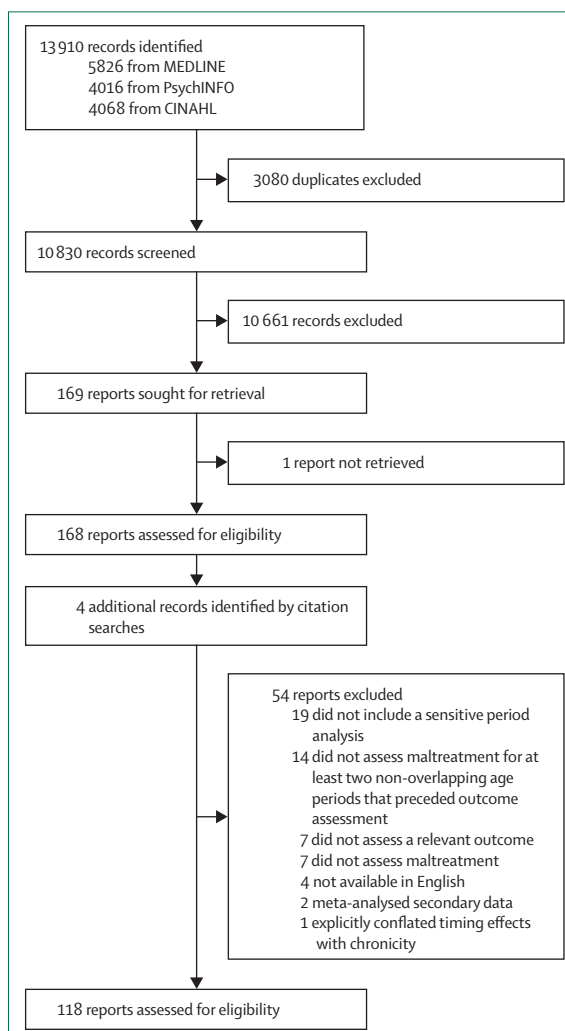 13 910 records identified
5826 from MEDLINE
4016 from PsychINFO
4068 from CINAHL
3080 duplicates excluded
10 830 records screened
10 661 records excluded
169 reports sought for retrieval
1 report not retrieved
168 reports assessed for eligibility
4 additional records identified by citation
searches
54 reports excluded
19 did not include a sensitive period
analysis
14 did not assess maltreatment for at
least two non-overlapping age
periods that preceded outcome
assessment
7 did not assess a relevant outcome
7 did not assess maltreatment
4 not available in English
2 meta-analysed secondary data
1 explicitly conflated timing effects
with chronicity
118 reports assessed for eligibility